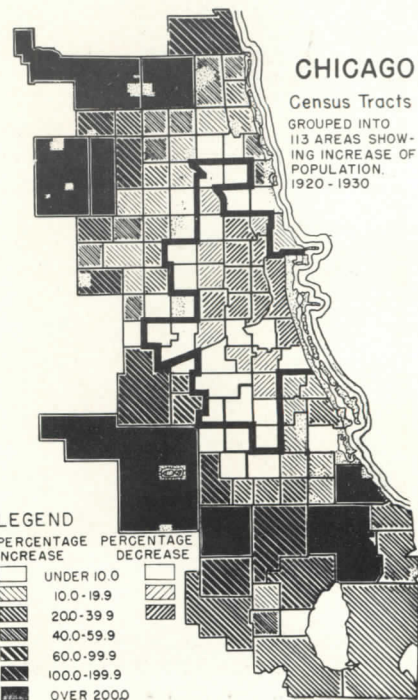 CHICAGO
Census Tracts
GROUPED INTO
113 AREAS SHOW-
ING INCREASE OF
POPULATION.
1920 - 1930
LEGEND
PERCENTAGE INCREASE
PERCENTAGE DECREASE
UNDER 10.0
10.0 - 19.9
20.0 - 39.9
40.0 - 59.9
60.0 - 99.9
100.0 - 199.9
OVER 200.0